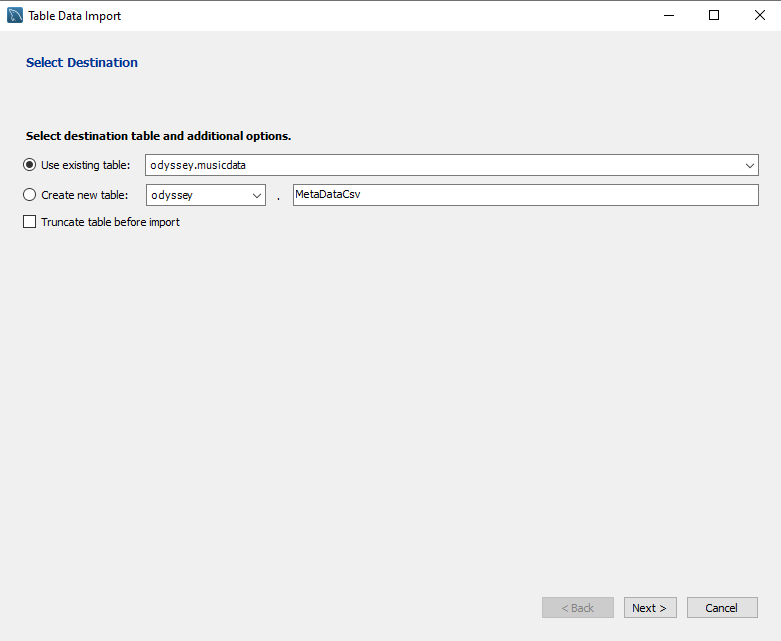 Table Data Import
Select Destination
Select destination table and additional options.
Use existing table: odyssey.musicdata
Create new table: odyssey . MetaDataCsv
Truncate table before import
< Back Next > Cancel